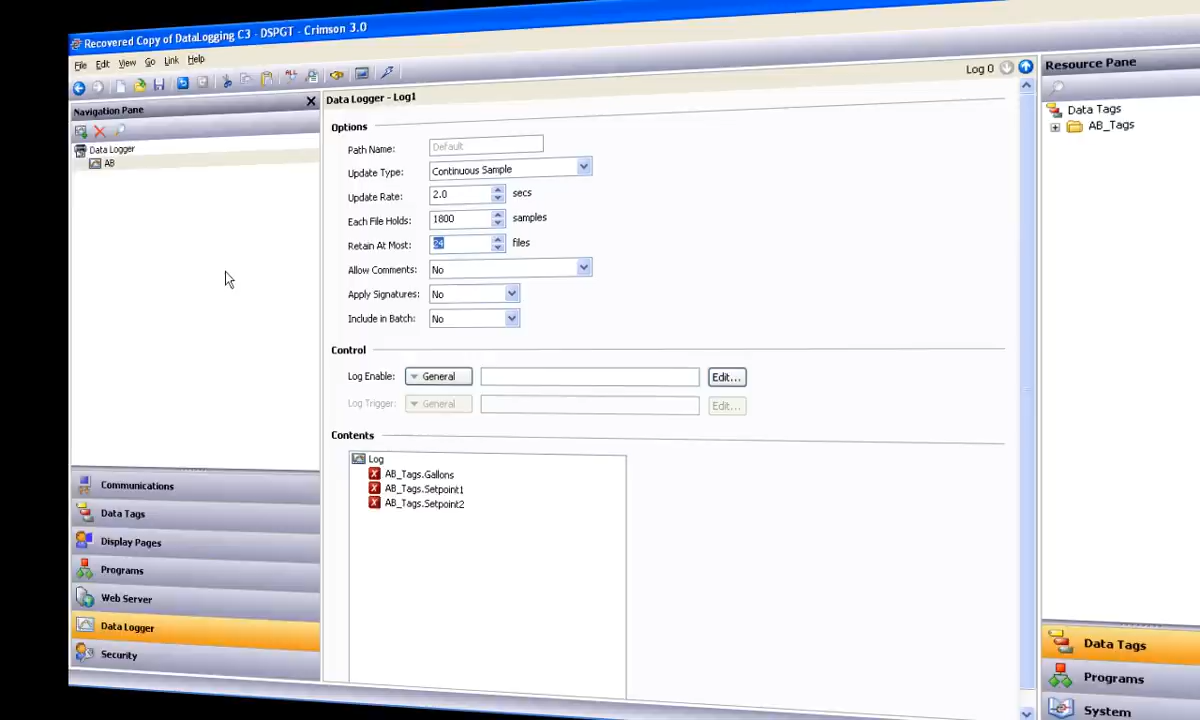 Recovered Copy of DataLogging C3 - DSPGT - Crimson 3.0
File Edit View Go Link Help
Navigation Pane
Data Logger
AB
Communications
Data Tags
Display Pages
Programs
Web Server
Data Logger
Security
Data Logger - Log1
Log 0
Options
Path Name: Default
Update Type: Continuous Sample
Update Rate: 2.0 secs
Each File Holds: 1800 samples
Retain At Most: 24 files
Allow Comments: No
Apply Signatures: No
Include in Batch: No
Control
Log Enable: General Edit...
Log Trigger: General Edit...
Contents
Log
AB_Tags.Gallons
AB_Tags.Setpoint1
AB_Tags.Setpoint2
Resource Pane
Data Tags
AB_Tags
Data Tags
Programs
System